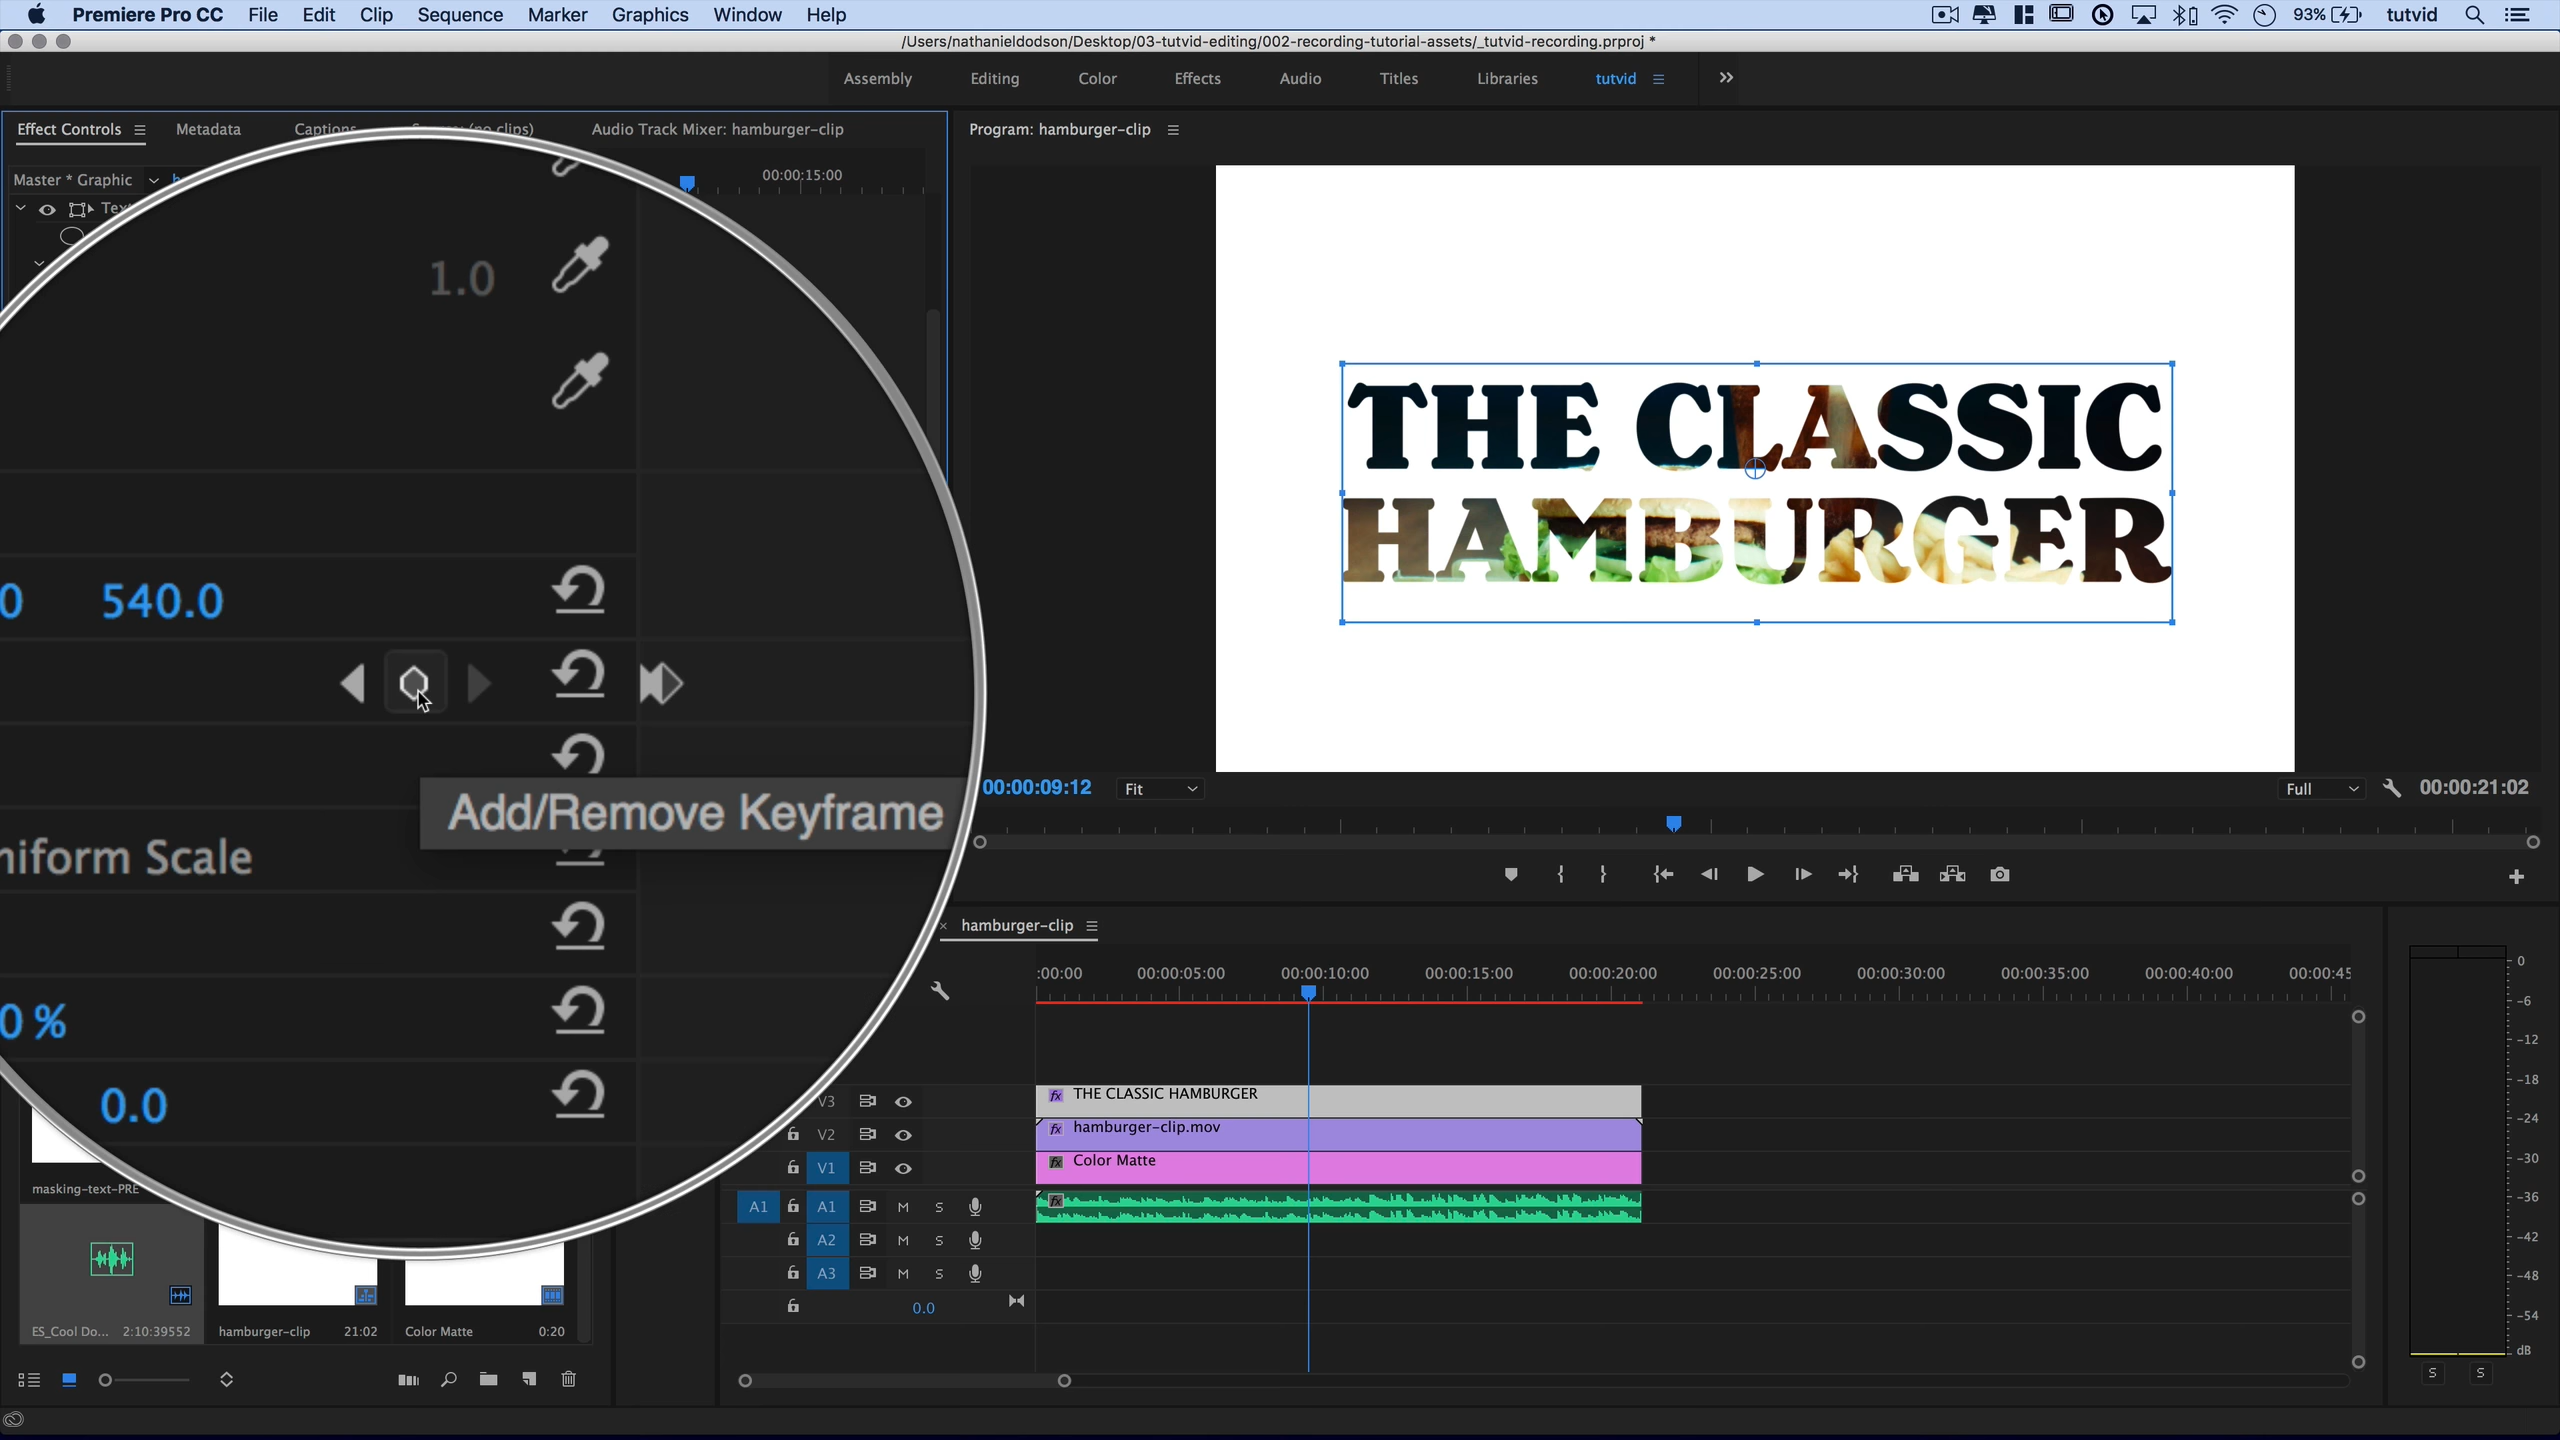 Premiere Pro CC File Edit Clip Sequence Marker Graphics Window Help 93% tutvid
/Users/nathanieldodson/Desktop/03-tutvid-editing/002-recording-tutorial-assets/_tutvid-recording.prproj *
Assembly Editing Color Effects Audio Titles Libraries tutvid
Effect Controls Metadata Captions (no clips) Audio Track Mixer: hamburger-clip Program: hamburger-clip
Master * Graphic 00:00:15:00
1.0
540.0
Add/Remove Keyframe
niform Scale
0 %
0.0
THE CLASSIC
HAMBURGER
00:00:09:12 Fit Full 00:00:21:02
hamburger-clip
:00:00 00:00:05:00 00:00:10:00 00:00:15:00 00:00:20:00 00:00:25:00 00:00:30:00 00:00:35:00 00:00:40:00 00:00:45
V3 fx THE CLASSIC HAMBURGER
V2 fx hamburger-clip.mov
V1 fx Color Matte
A1 A1 M S fx
A2 M S
A3 M S
0.0
masking-text-PRE
ES_Cool Do... 2:10:39552 hamburger-clip 21:02 Color Matte 0:20
0
-6
-12
-18
-24
-30
-36
-42
-48
-54
dB
S S